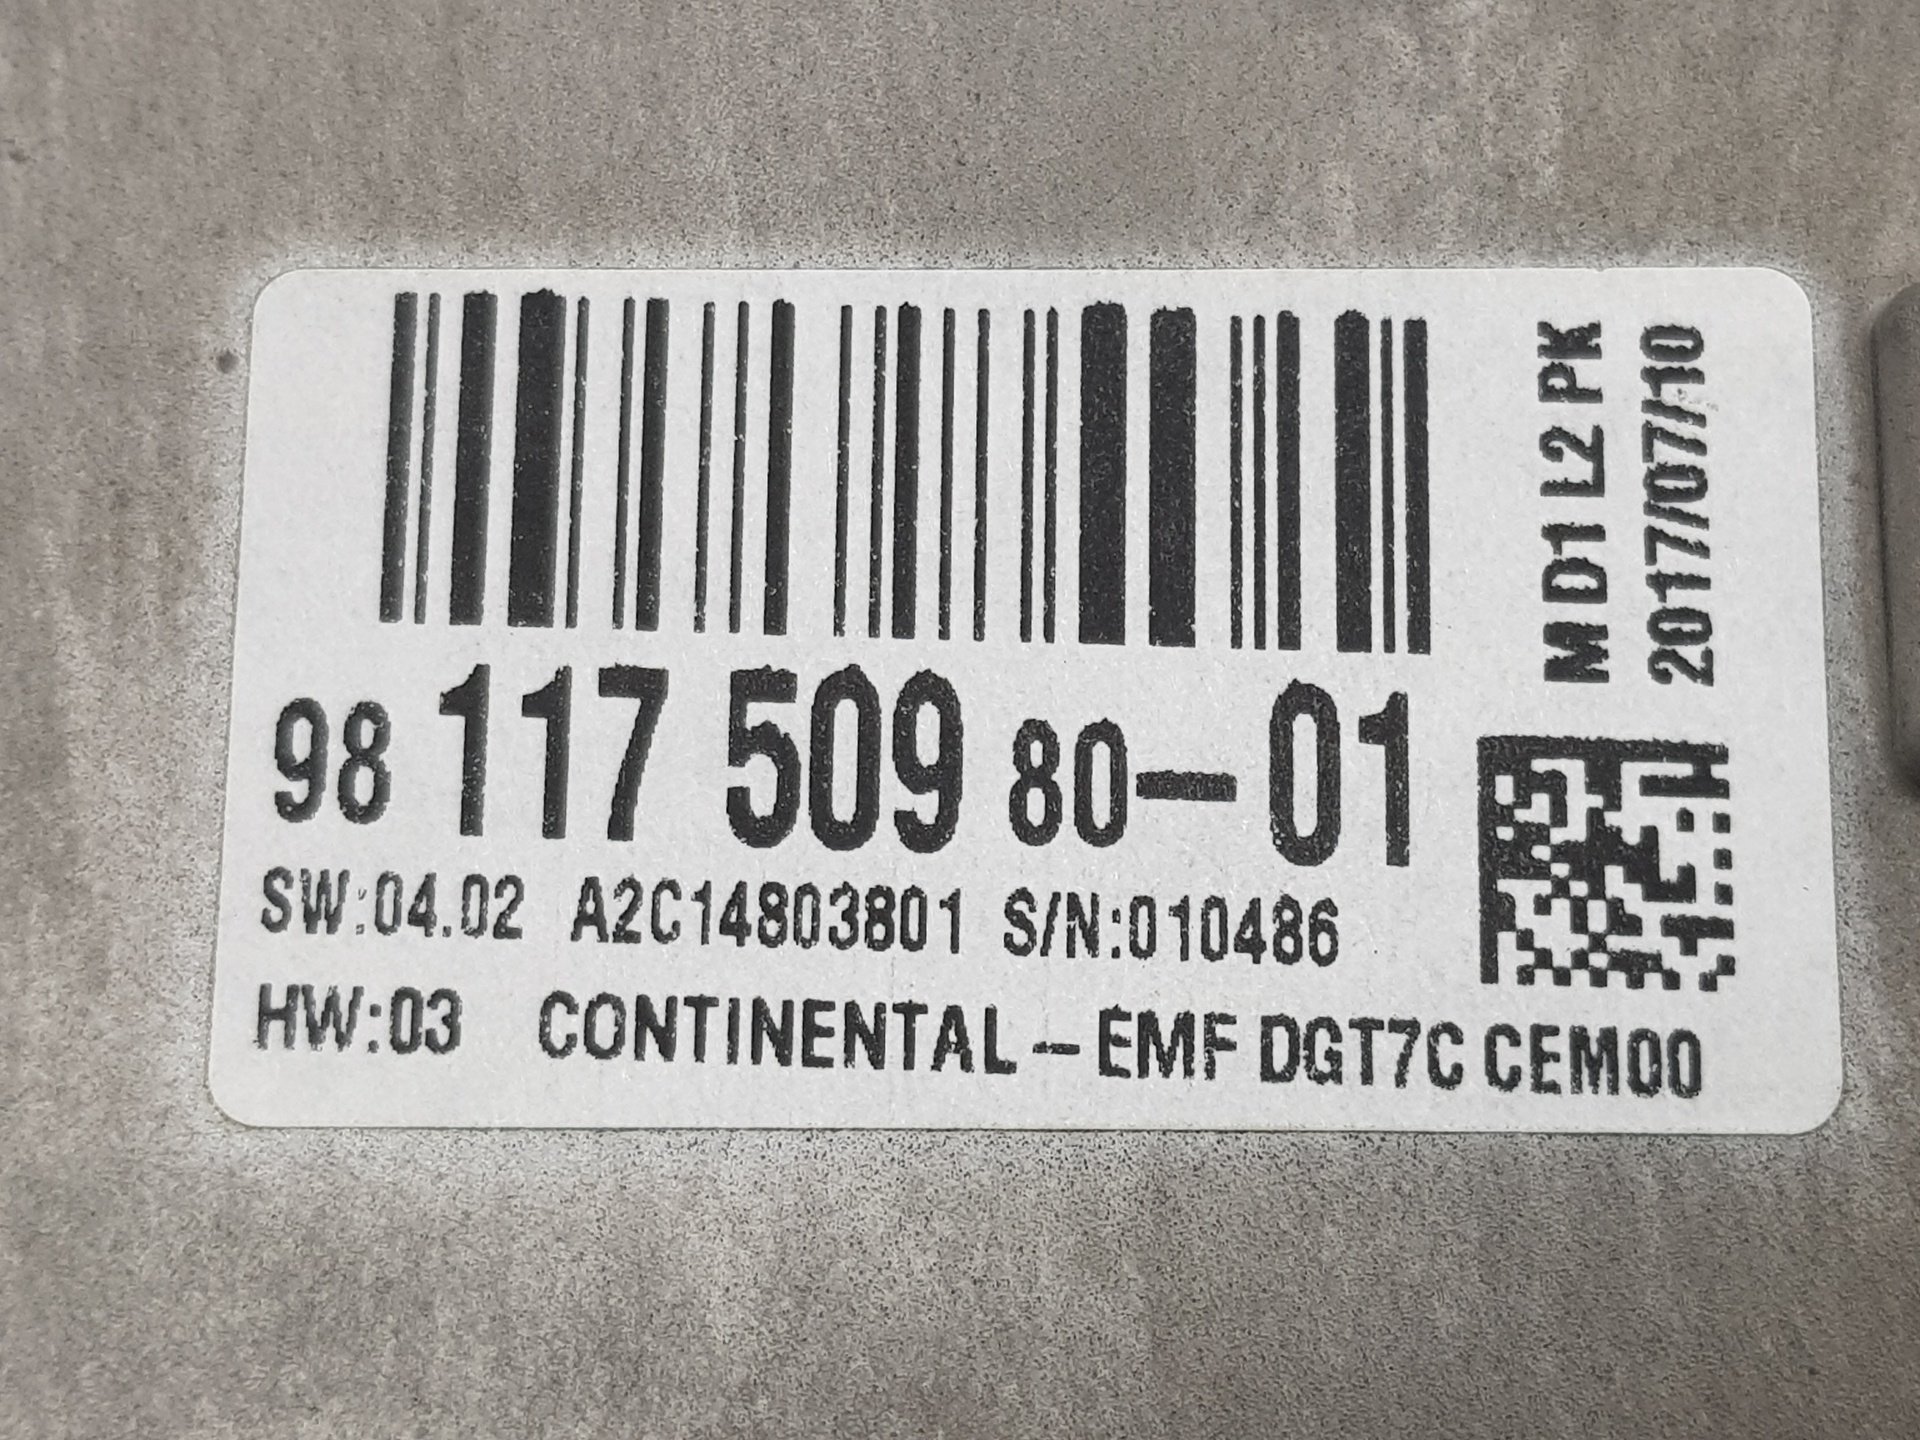 98 117 509 80-01
SW:04.02 A2C14803801 S/N:010486
HW:03 CONTINENTAL-EMF DGT7C CEM00
M D1 L2 PK
2017/07/10